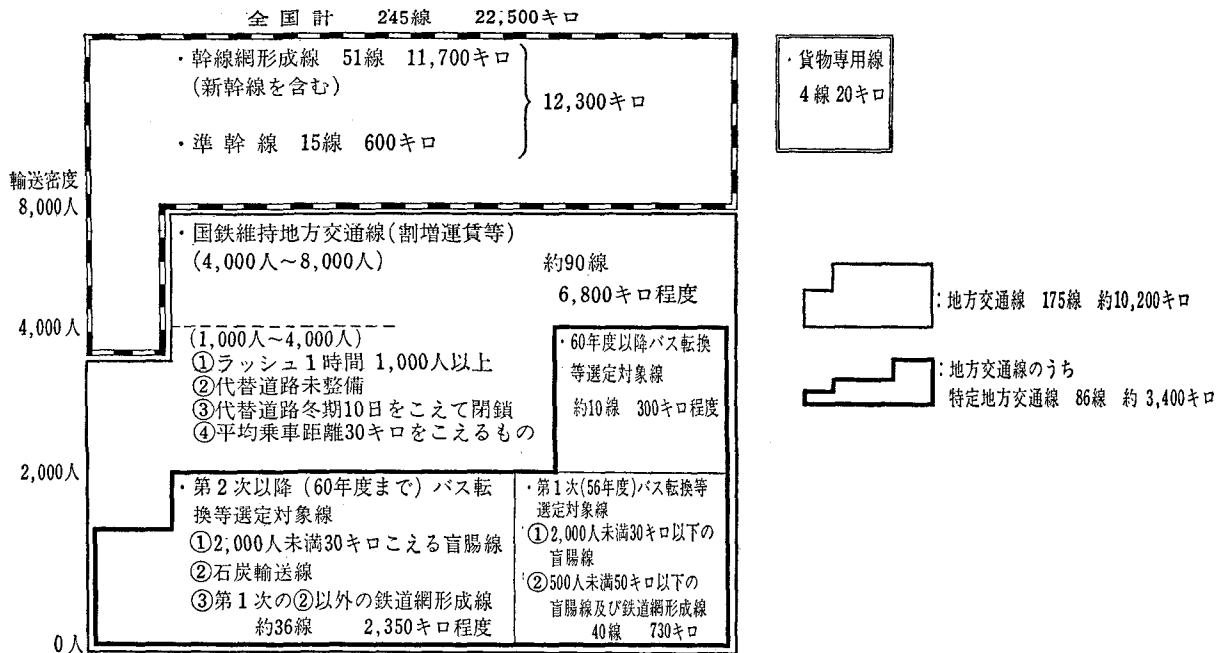 全国計 245線 22,500キロ
・幹線網形成線 51線 11,700キロ
(新幹線を含む)
12,300キロ
・準幹線 15線 600キロ
・貨物専用線
4線 20キロ
輸送密度
8,000人
・国鉄維持地方交通線(割増運賃等)
(4,000人～8,000人)
約90線
6,800キロ程度
4,000人
(1,000人～4,000人)
①ラッシュ1時間 1,000人以上
②代替道路未整備
③代替道路冬期10日をこえて閉鎖
④平均乗車距離30キロをこえるもの
・60年度以降バス転換
等選定対象線
約10線 300キロ程度
:地方交通線 175線 約10,200キロ
:地方交通線のうち
特定地方交通線 86線 約3,400キロ
2,000人
・第2次以降(60年度まで)バス転
換等選定対象線
①2,000人未満30キロこえる盲腸線
②石炭輸送線
③第1次の②以外の鉄道網形成線
約36線 2,350キロ程度
・第1次(56年度)バス転換等
選定対象線
①2,000人未満30キロ以下の
盲腸線
②500人未満50キロ以下の
盲腸線及び鉄道網形成線
40線 730キロ
0人